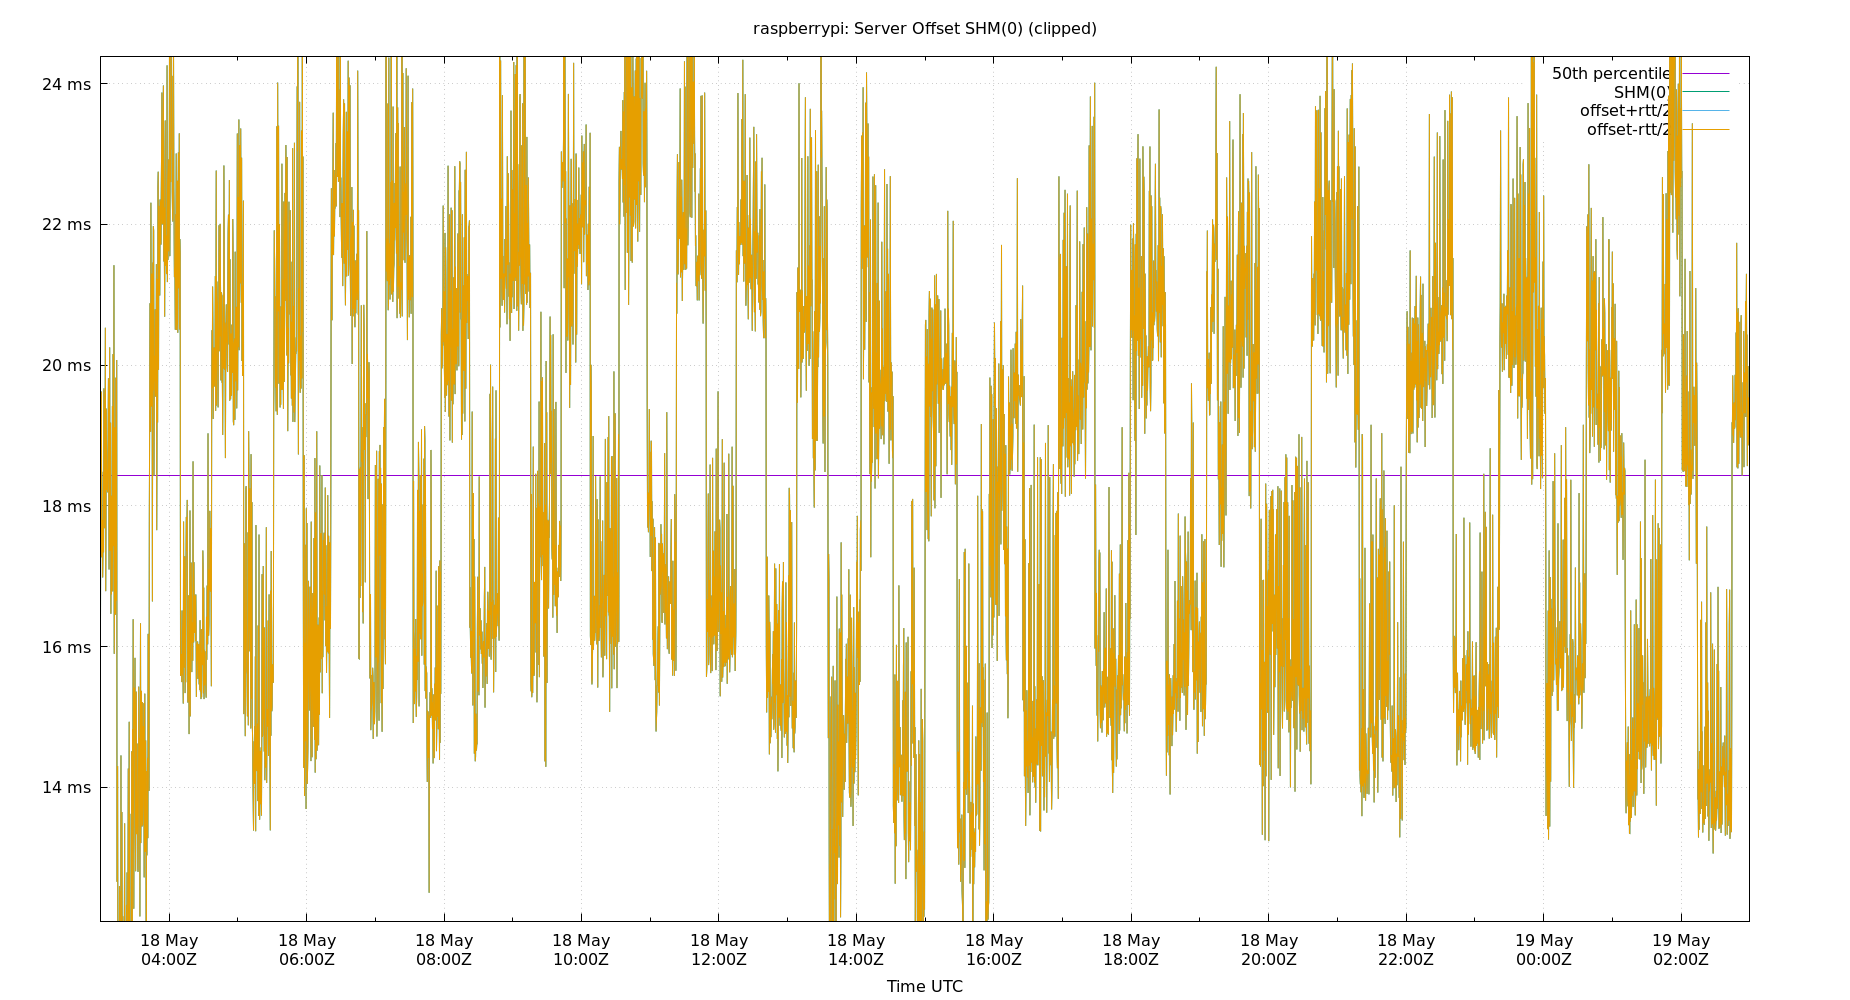 raspberrypi: Server Offset SHM(0) (clipped)
24 ms
22 ms
20 ms
18 ms
16 ms
14 ms
50th percentile
SHM(0)
offset+rtt/2
offset-rtt/2
18 May 18 May 18 May 18 May 18 May 18 May 18 May 18 May 18 May 18 May 19 May 19 May
04:00Z 06:00Z 08:00Z 10:00Z 12:00Z 14:00Z 16:00Z 18:00Z 20:00Z 22:00Z 00:00Z 02:00Z
Time UTC